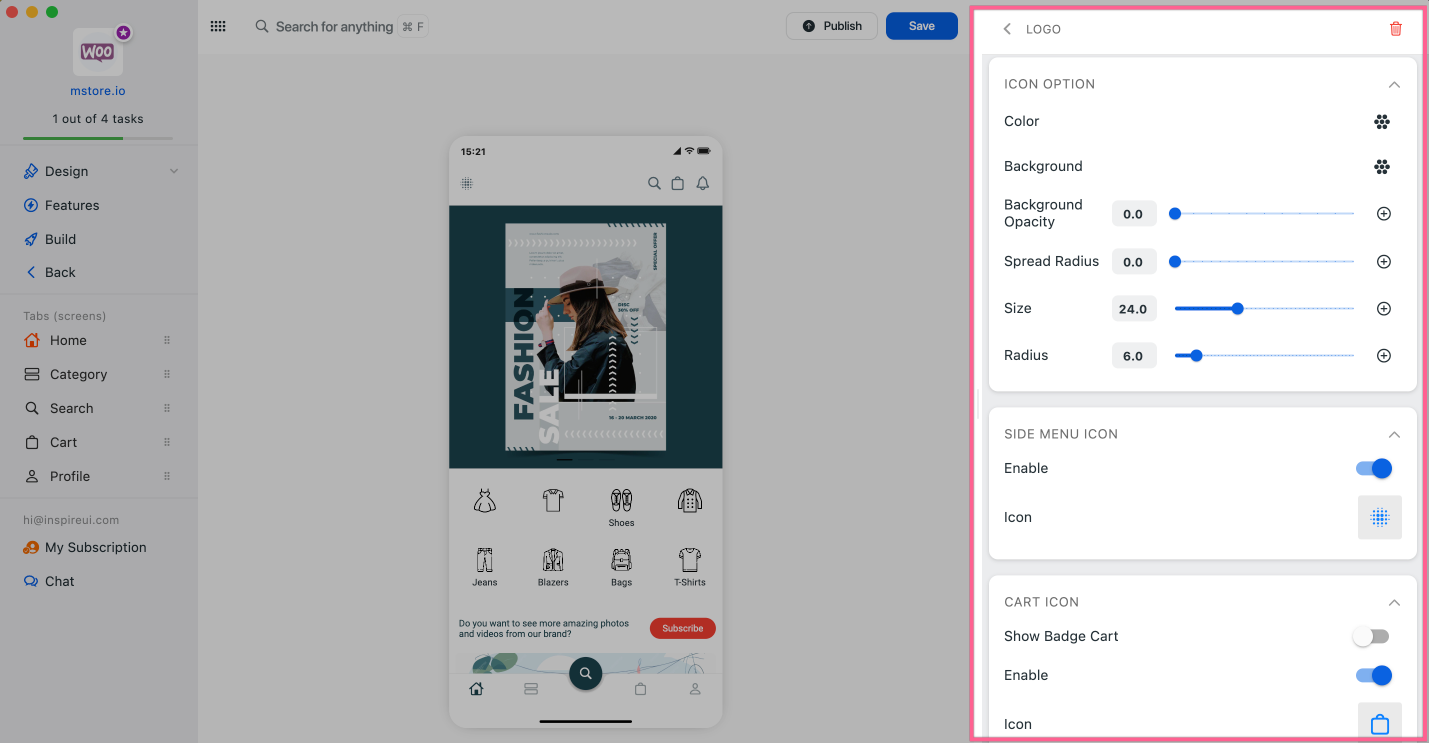 WOO
mstore.io
1 out of 4 tasks
Design
Features
Build
Back
Tabs (screens)
Home
Category
Search
Cart
Profile
hi@inspireui.com
My Subscription
Chat
Search for anything ⌘ F
Publish
Save
15:21
SPECIAL OFFER
DISC
30% OFF
FASHION
SALE
15 - 20 MARCH 2020
Shoes
Jeans
Blazers
Bags
T-Shirts
Do you want to see more amazing photos
and videos from our brand?
Subscribe
LOGO
ICON OPTION
Color
Background
Background
Opacity
0.0
Spread Radius
0.0
Size
24.0
Radius
6.0
SIDE MENU ICON
Enable
Icon
CART ICON
Show Badge Cart
Enable
Icon